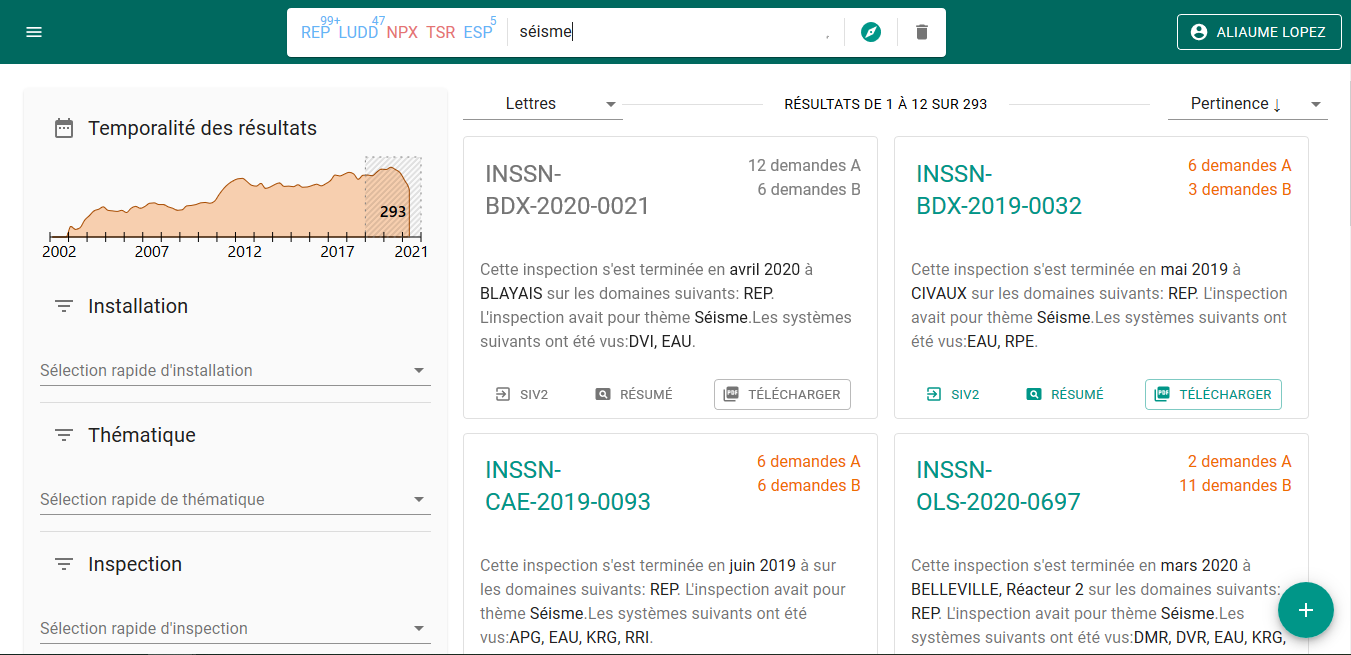 REP 99+ LUDD 47 NPX TSR ESP 5 séisme
ALIAUME LOPEZ
Temporalité des résultats
293
2002 2007 2012 2017 2021
Installation
Sélection rapide d'installation
Thématique
Sélection rapide de thématique
Inspection
Sélection rapide d'inspection
Lettres
RÉSULTATS DE 1 À 12 SUR 293
Pertinence ↓
INSSN-
BDX-2020-0021
12 demandes A
6 demandes B
Cette inspection s'est terminée en avril 2020 à
BLAYAIS sur les domaines suivants: REP.
L'inspection avait pour thème Séisme.Les systèmes
suivants ont été vus:DVI, EAU.
SIV2 RÉSUMÉ PDF TÉLÉCHARGER
INSSN-
BDX-2019-0032
6 demandes A
3 demandes B
Cette inspection s'est terminée en mai 2019 à
CIVAUX sur les domaines suivants: REP. L'inspection
avait pour thème Séisme.Les systèmes suivants ont
été vus:EAU, RPE.
SIV2 RÉSUMÉ PDF TÉLÉCHARGER
INSSN-
CAE-2019-0093
6 demandes A
6 demandes B
Cette inspection s'est terminée en juin 2019 à sur
les domaines suivants: REP. L'inspection avait pour
thème Séisme.Les systèmes suivants ont été
vus:APG, EAU, KRG, RRI.
INSSN-
OLS-2020-0697
2 demandes A
11 demandes B
Cette inspection s'est terminée en mars 2020 à
BELLEVILLE, Réacteur 2 sur les domaines suivants:
REP. L'inspection avait pour thème Séisme.Les
systèmes suivants ont été vus:DMR, DVR, EAU, KRG,